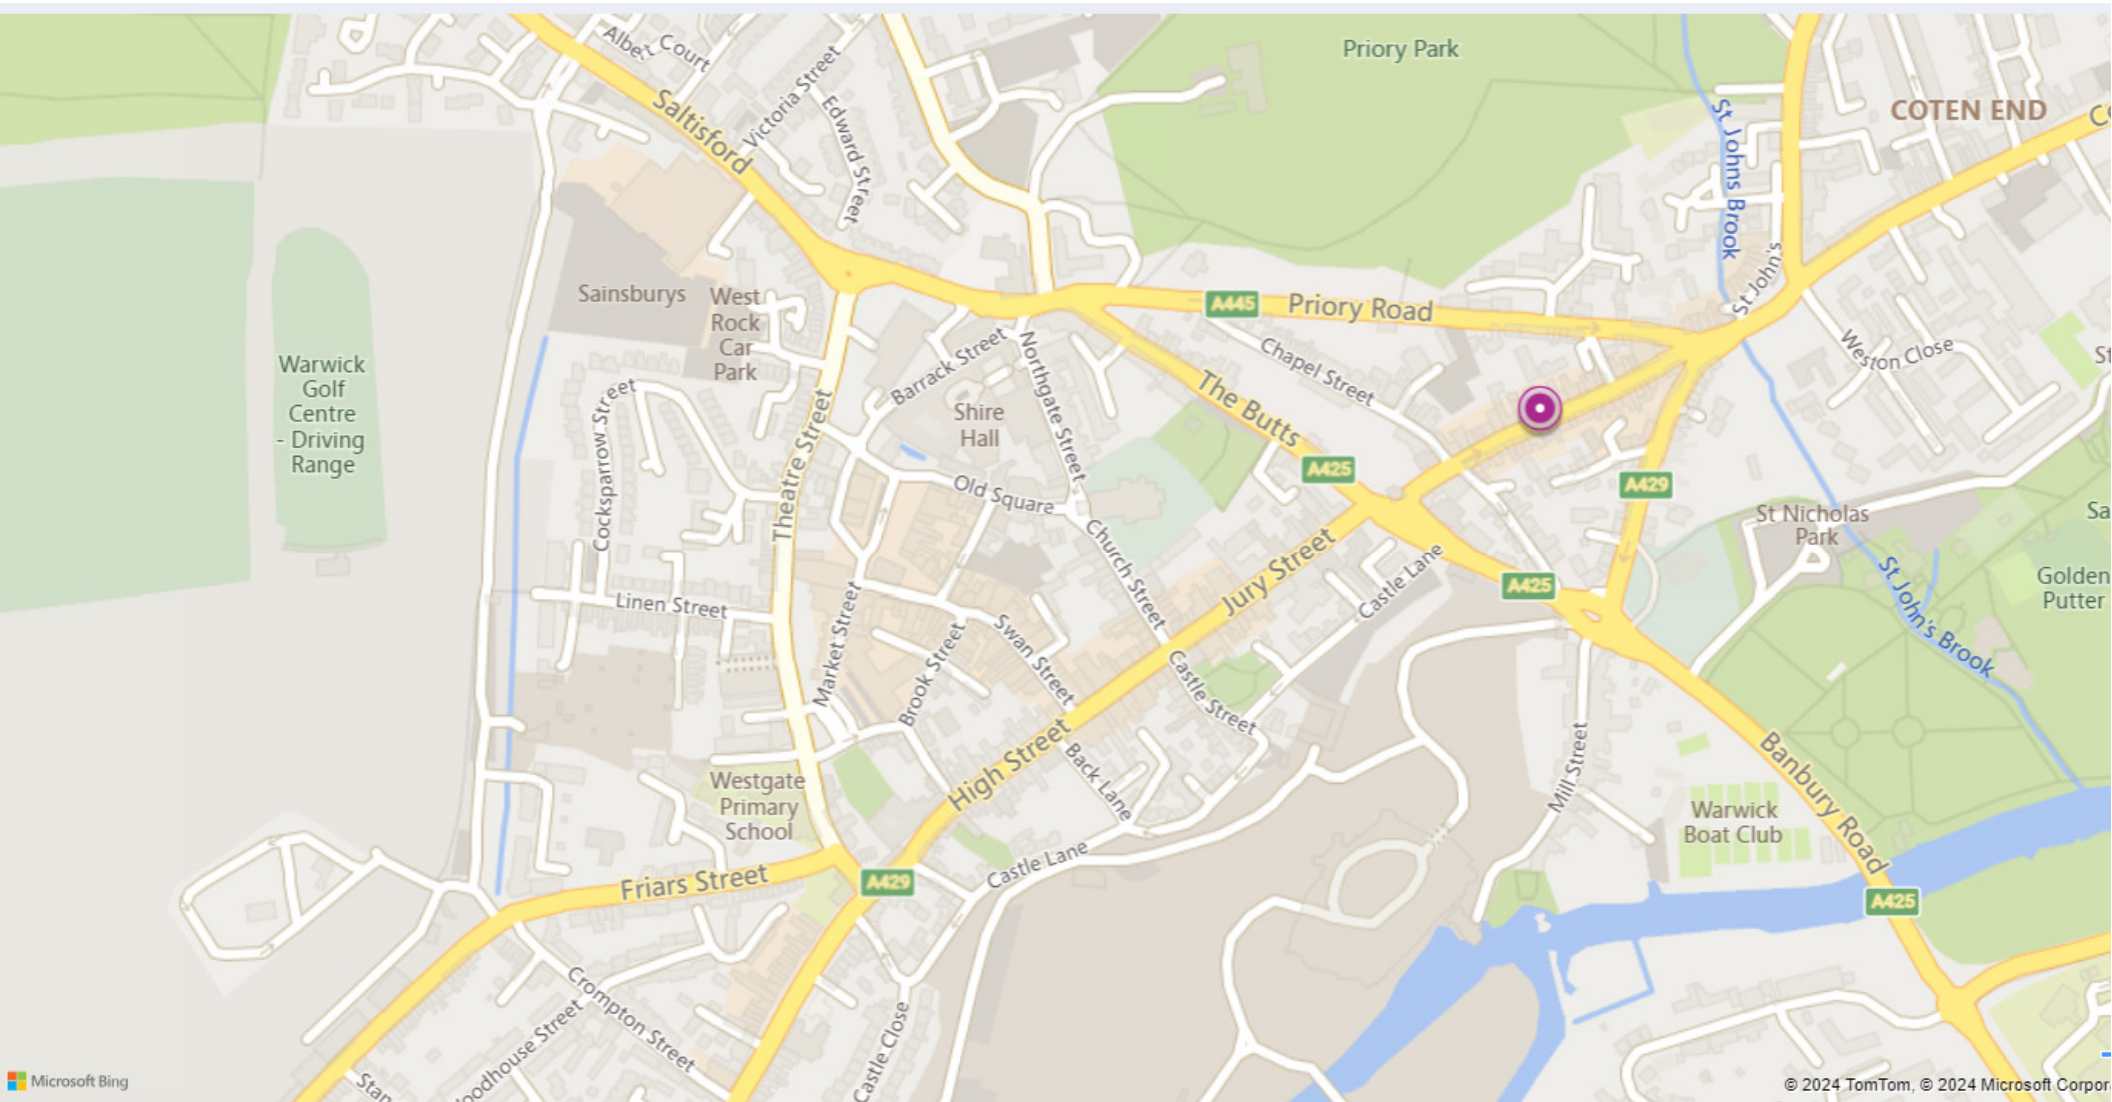 Albert Court
Priory Park
Victoria Street
Edward Street
Saltisford
COTEN END
St Johns Brook
St John's
Sainsburys
West
Rock
Car
Park
A445
Priory Road
Chapel Street
Weston Close
Warwick
Golf
Centre
- Driving
Range
Barrack Street
Northgate Street
The Butts
Shire
Hall
Cocksparrow Street
Theatre Street
Old Square
A425
A429
St Nicholas
Park
Church Street
Jury Street
Castle Lane
A425
St John's Brook
Golden
Putter
Linen Street
Market Street
Brook Street
Swan Street
Castle Street
High Street
Back Lane
Mill Street
Banbury Road
Westgate
Primary
School
Warwick
Boat Club
Castle Lane
Friars Street
A429
A425
Crompton Street
Castle Close
Microsoft Bing
© 2024 TomTom, © 2024 Microsoft Corpor